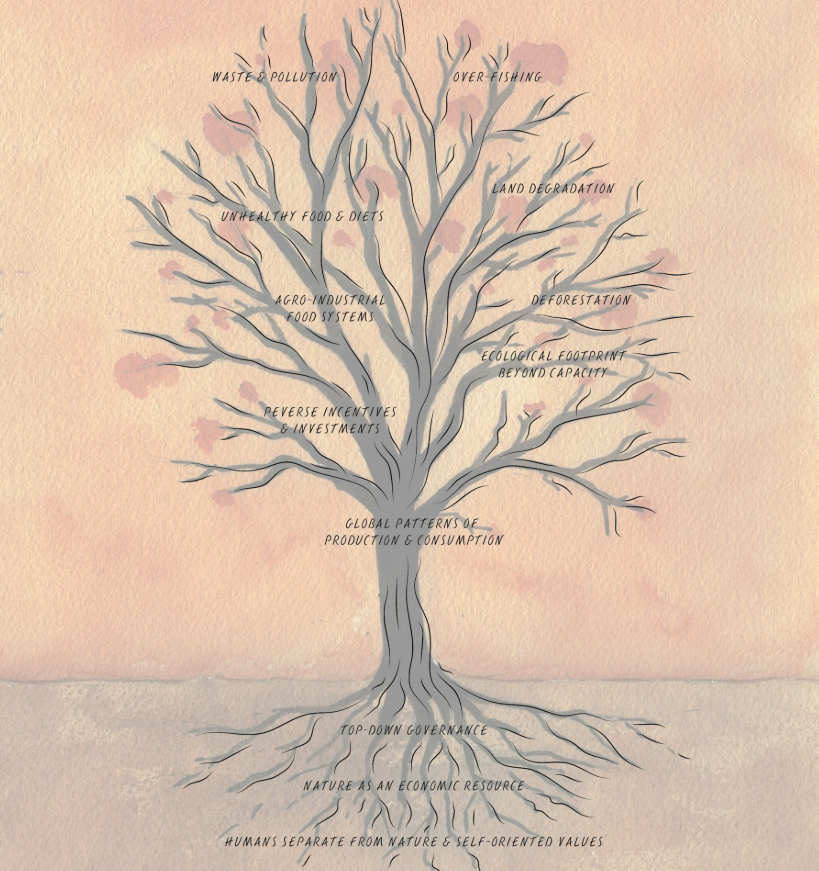 WASTE & POLLUTION
OVER-FISHING
LAND DEGRADATION
UNHEALTHY FOOD & DIETS
AGRO-INDUSTRIAL
FOOD SYSTEMS
DEFORESTATION
ECOLOGICAL FOOTPRINT
BEYOND CAPACITY
PEVERSE INCENTIVES
& INVESTMENTS
GLOBAL PATTERNS OF
PRODUCTION & CONSUMPTION
TOP-DOWN GOVERNANCE
NATURE AS AN ECONOMIC RESOURCE
HUMANS SEPARATE FROM NATURE & SELF-ORIENTED VALUES